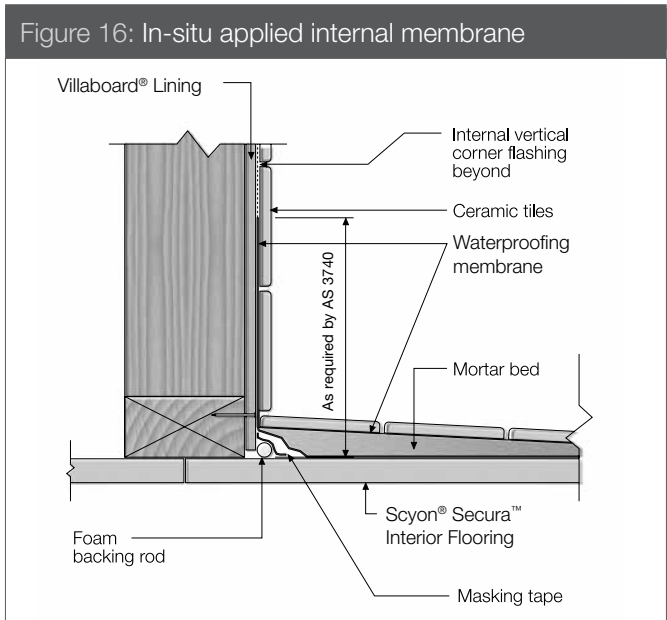 Figure 16: In-situ applied internal membrane
Villaboard® Lining
Internal vertical
corner flashing
beyond
Ceramic tiles
Waterproofing
membrane
As required by AS 3740
Mortar bed
Scyon® Secura™
Interior Flooring
Foam
backing rod
Masking tape